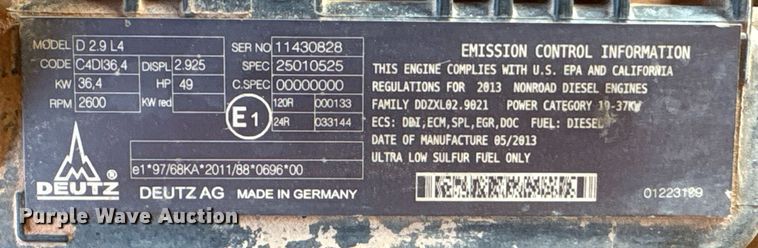 MODEL D 2.9 L4 SER NO 11430828
CODE C4DI36,4 DISPL 2.925 SPEC 25010525
KW 36,4 HP 49 C.SPEC 00000000
RPM 2600 KW red
E1 120R 000133
24R 033144
DEUTZ
e1*97/68KA*2011/88*0696*00
DEUTZ AG MADE IN GERMANY
EMISSION CONTROL INFORMATION
THIS ENGINE COMPLIES WITH U.S. EPA AND CALIFORNIA
REGULATIONS FOR 2013 NONROAD DIESEL ENGINES
FAMILY DDZXL02.9021 POWER CATEGORY 19-37KW
ECS: DDI,ECM,SPL,EGR,DOC FUEL: DIESEL
DATE OF MANUFACTURE 05/2013
ULTRA LOW SULFUR FUEL ONLY
01223199
Purple Wave Auction